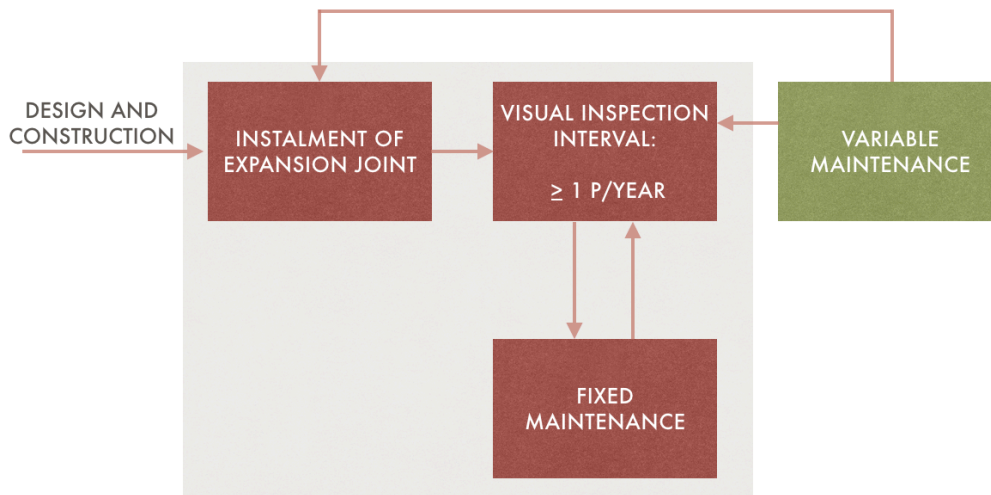 DESIGN AND
CONSTRUCTION
INSTALMENT OF
EXPANSION JOINT
VISUAL INSPECTION
INTERVAL:
≥ 1 P/YEAR
VARIABLE
MAINTENANCE
FIXED
MAINTENANCE